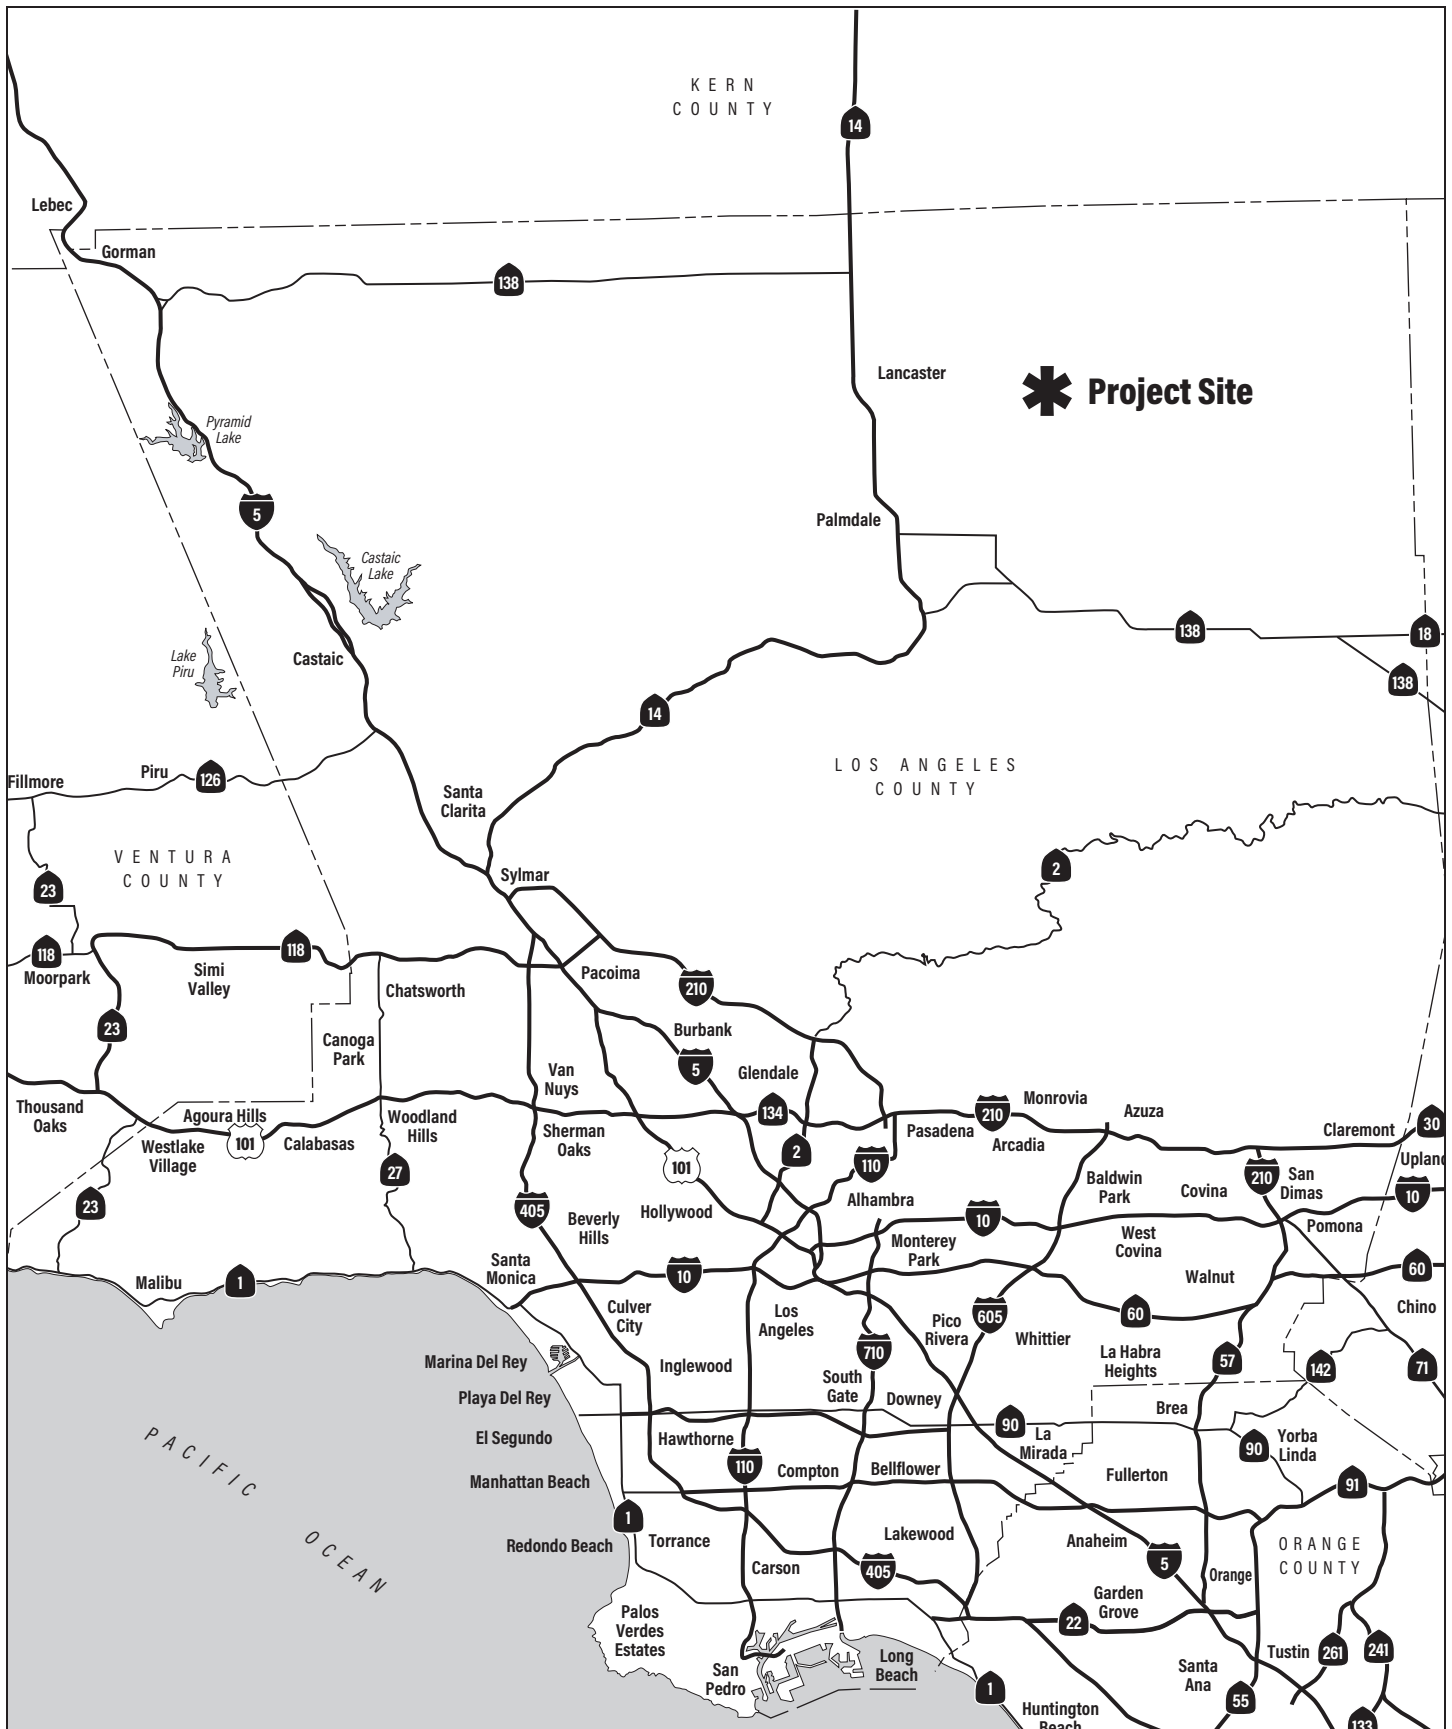 KERN
COUNTY
14
Lebec
Gorman
138
Lancaster
Project Site
Pyramid
Lake
5
Palmdale
Castaic
Lake
138
18
Lake
Piru
Castaic
138
14
LOS ANGELES
COUNTY
Fillmore
Piru
126
Santa
Clarita
VENTURA
COUNTY
23
2
Sylmar
118
118
Moorpark
Simi
Valley
Chatsworth
Pacoima
210
23
Canoga
Park
Burbank
5
Van
Nuys
Glendale
Thousand
Oaks
Agoura Hills
101
Westlake
Village
Calabasas
Woodland
Hills
27
Sherman
Oaks
134
2
101
110
Pasadena
210
Monrovia
Arcadia
Azuza
Claremont
30
Upland
23
405
Beverly
Hills
Hollywood
Alhambra
10
Monterey
Park
Baldwin
Park
Covina
210
San
Dimas
10
West
Covina
Pomona
Malibu
1
Santa
Monica
10
Walnut
60
Culver
City
Los
Angeles
Pico
Rivera
605
Whittier
60
Chino
Marina Del Rey
Inglewood
710
South
Gate
Downey
La Habra
Heights
57
142
71
Playa Del Rey
El Segundo
Hawthorne
90
La
Mirada
Brea
90
Yorba
Linda
110
Compton
Bellflower
Fullerton
91
Manhattan Beach
PACIFIC
OCEAN
1
Redondo Beach
Torrance
Lakewood
Anaheim
5
ORANGE
COUNTY
Carson
405
Orange
Garden
Grove
22
Palos
Verdes
Estates
San
Pedro
Long
Beach
1
Tustin
261
241
Santa
Ana
55
Huntington
Beach
133